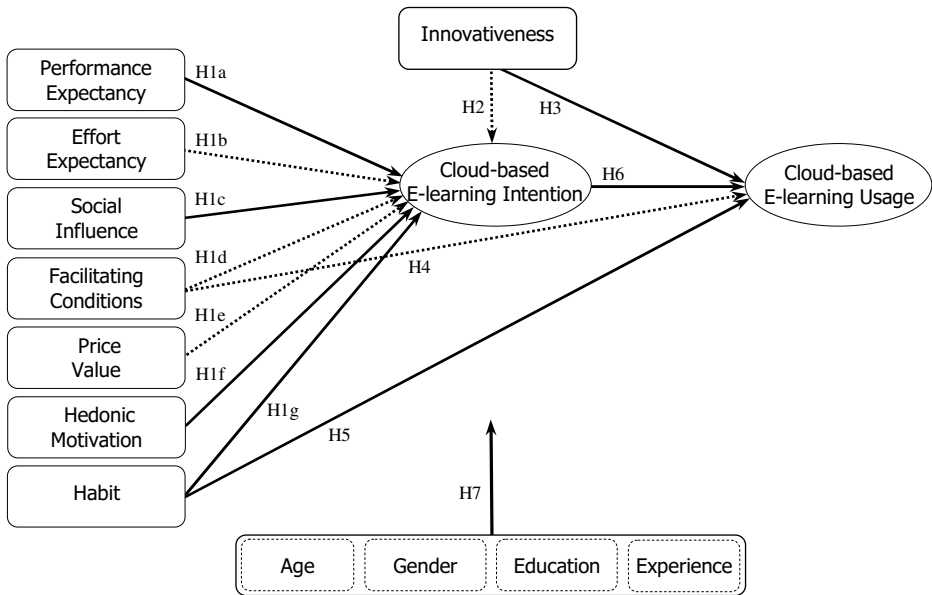 Innovativeness
Performance
Expectancy
H1a
H2
H3
Effort
Expectancy
H1b
Cloud-based
E-learning Intention
H6
Cloud-based
E-learning Usage
Social
Influence
H1c
Facilitating
Conditions
H1d
H4
Price
Value
H1e
H1f
Hedonic
Motivation
H1g
H5
Habit
H7
Age
Gender
Education
Experience